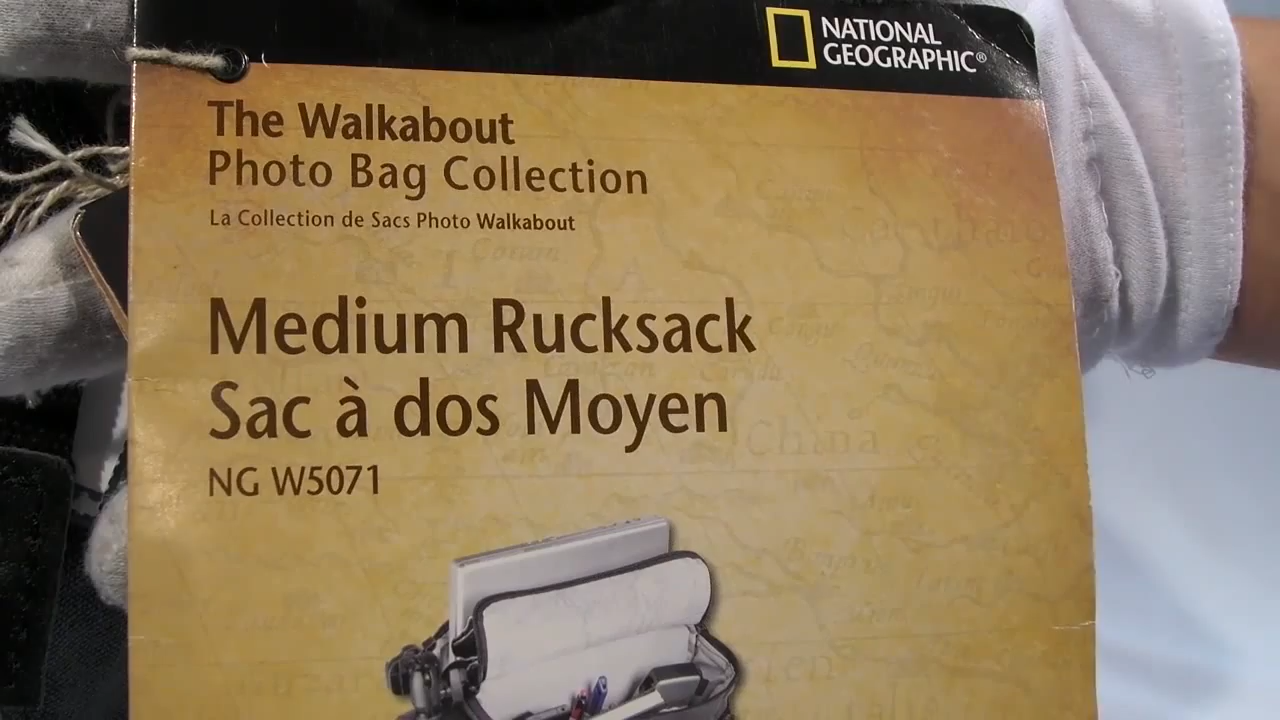 NATIONAL
GEOGRAPHIC®
The Walkabout
Photo Bag Collection
La Collection de Sacs Photo Walkabout
Medium Rucksack
Sac à dos Moyen
NG W5071
China